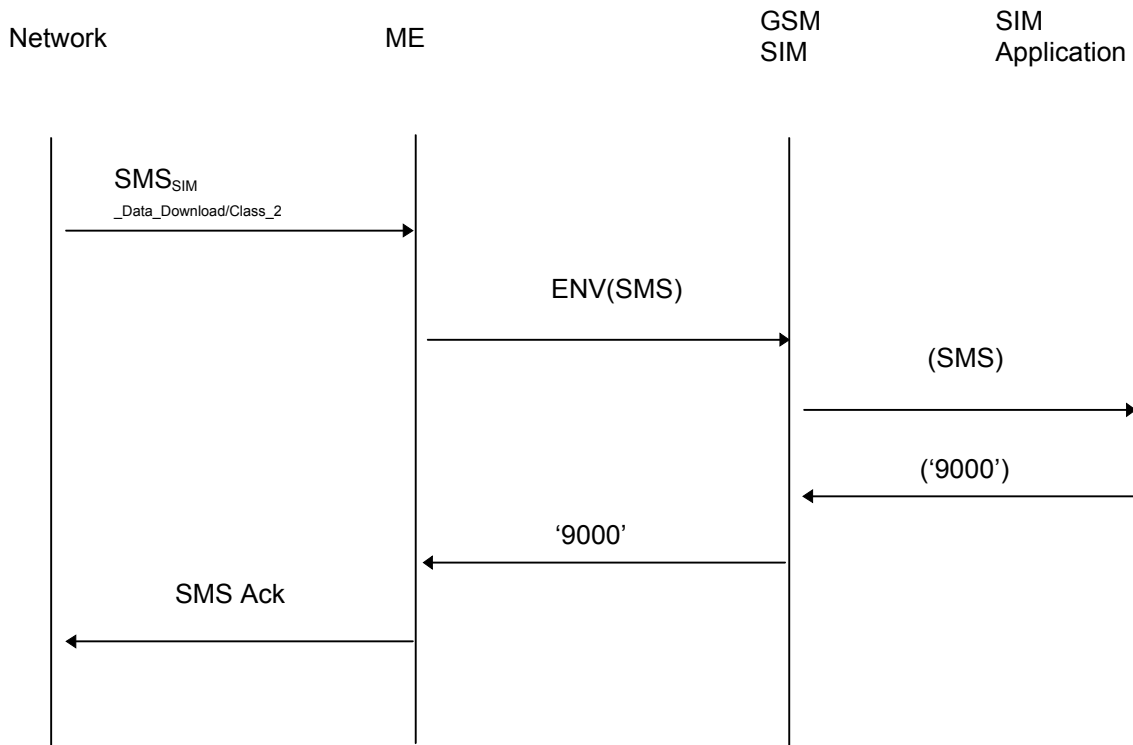 Network
ME
GSM
SIM
SIM
Application
SMSSIM
_Data_Download/Class_2
ENV(SMS)
(SMS)
(‘9000’)
‘9000’
SMS Ack